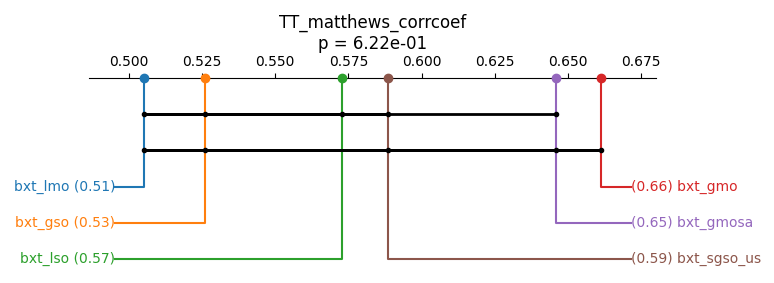 TT_matthews_corrcoef
p = 6.22e-01
0.500 0.525 0.550 0.575 0.600 0.625 0.650 0.675
bxt_lmo (0.51) (0.66) bxt_gmo
bxt_gso (0.53) (0.65) bxt_gmosa
bxt_lso (0.57) (0.59) bxt_sgso_us